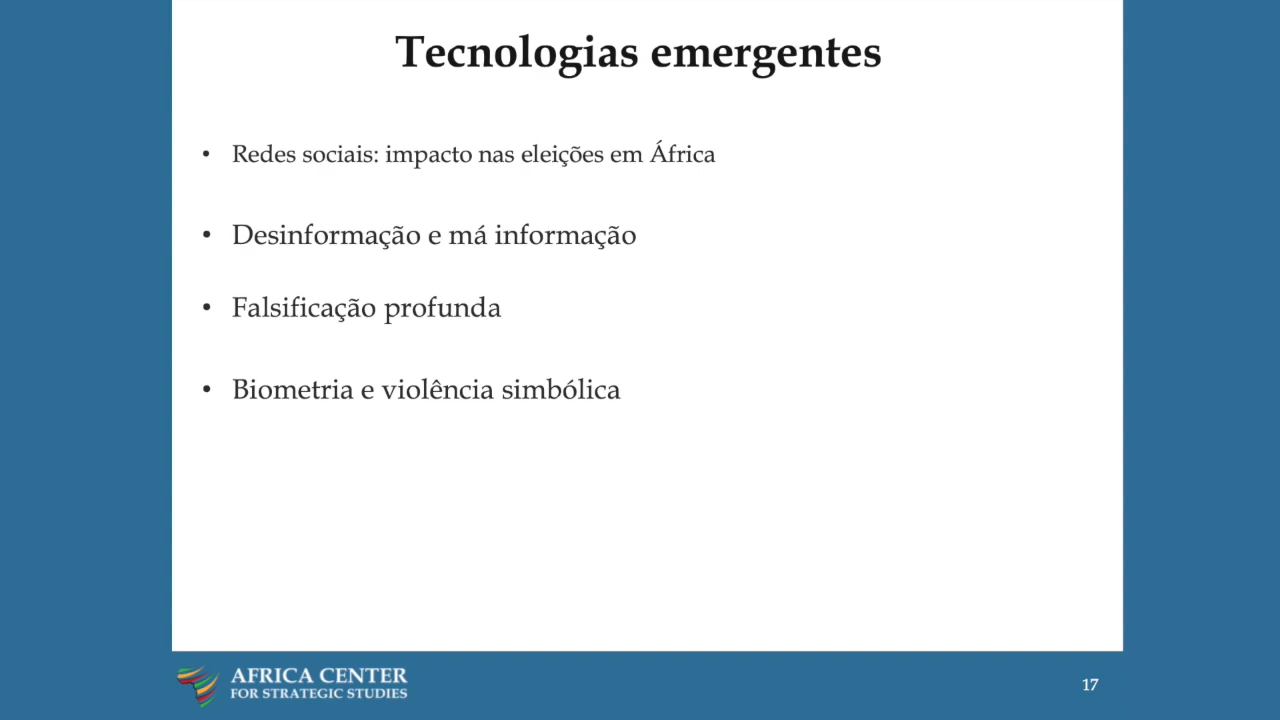 Tecnologias emergentes
• Redes sociais: impacto nas eleições em África
• Desinformação e má informação
• Falsificação profunda
• Biometria e violência simbólica
AFRICA CENTER
FOR STRATEGIC STUDIES
17